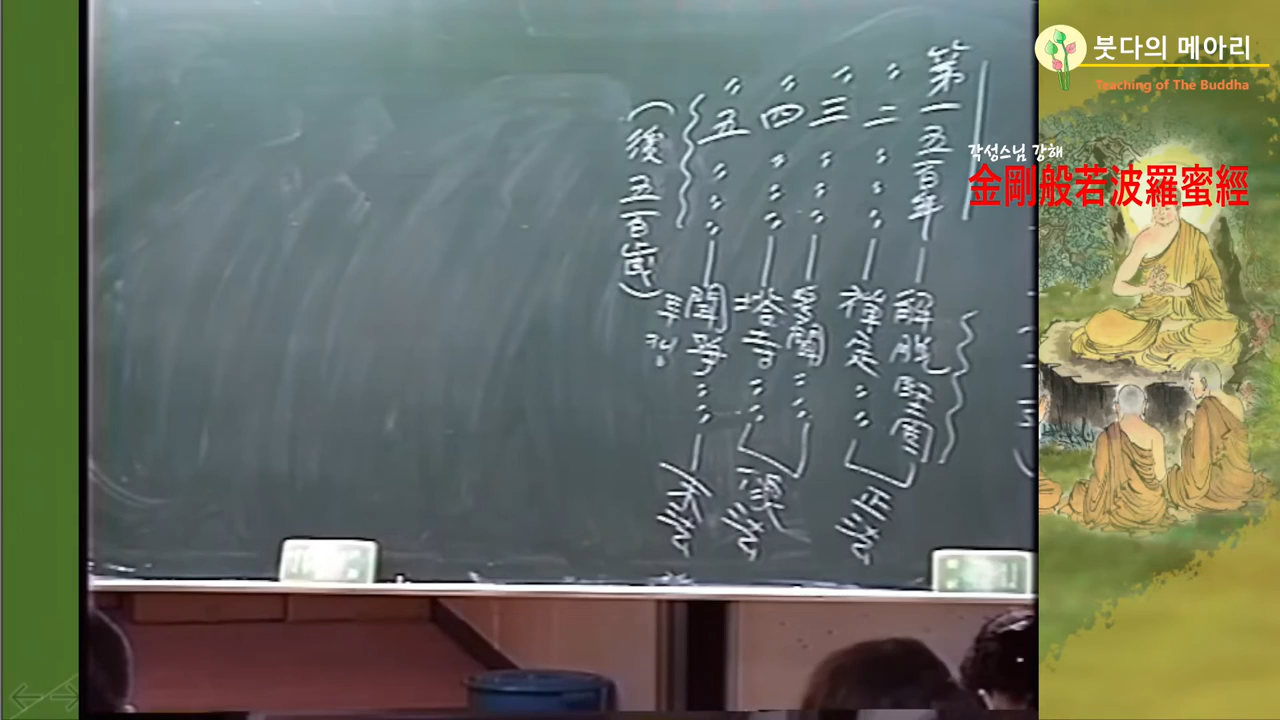 붓다의 메아리
Teaching of The Buddha
각성스님 강해
金剛般若波羅蜜經
第一五百年 — 解脫堅固
〃二〃〃〃 — 禪定〃〃
〃三〃〃〃 — 多聞〃〃
〃四〃〃〃 — 塔寺〃〃
〃五〃〃〃 — 鬪爭〃〃
正法
像法
末法
투쟁
(後五百歲)